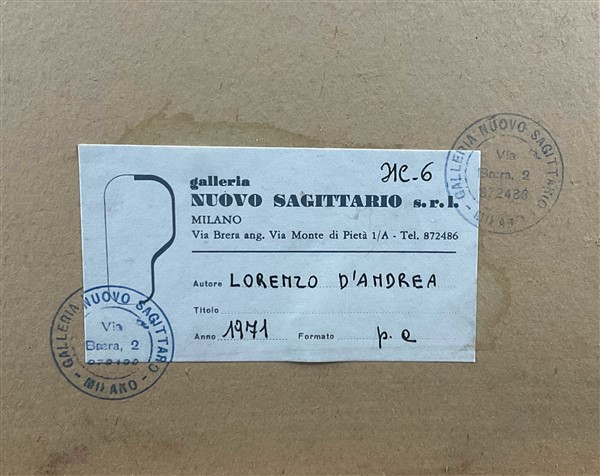 HC-6
galleria
NUOVO SAGITTARIO s.r.l.
MILANO
Via Brera ang. Via Monte di Pietà 1/A - Tel. 872486
Autore LORENZO D'ANDREA
Titolo
Anno 1971 Formato p. e
GALLERIA NUOVO SAGITTARIO
Via
Brera, 2
872486
- MILANO -
GALLERIA NUOVO SAGITTARIO
Via
Brera, 2
- MILANO -